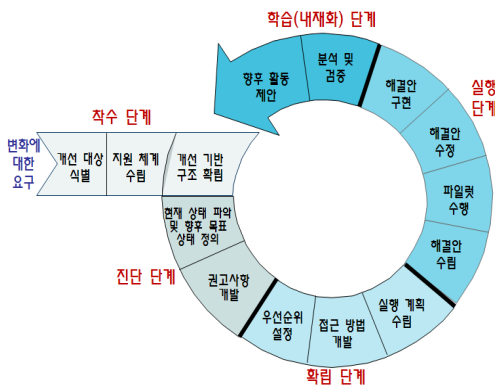 학습(내재화) 단계
향후 활동
제안
분석 및
검증
해결안
구현
실행
단계
해결안
수정
파일럿
수행
해결안
수립
착수 단계
변화에
대한
요구
개선 대상
식별
지원 체계
수립
개선 기반
구조 확립
현재 상태 파악
및 향후 목표
상태 정의
진단 단계
권고사항
개발
우선순위
설정
접근 방법
개발
실행 계획
수립
확립 단계